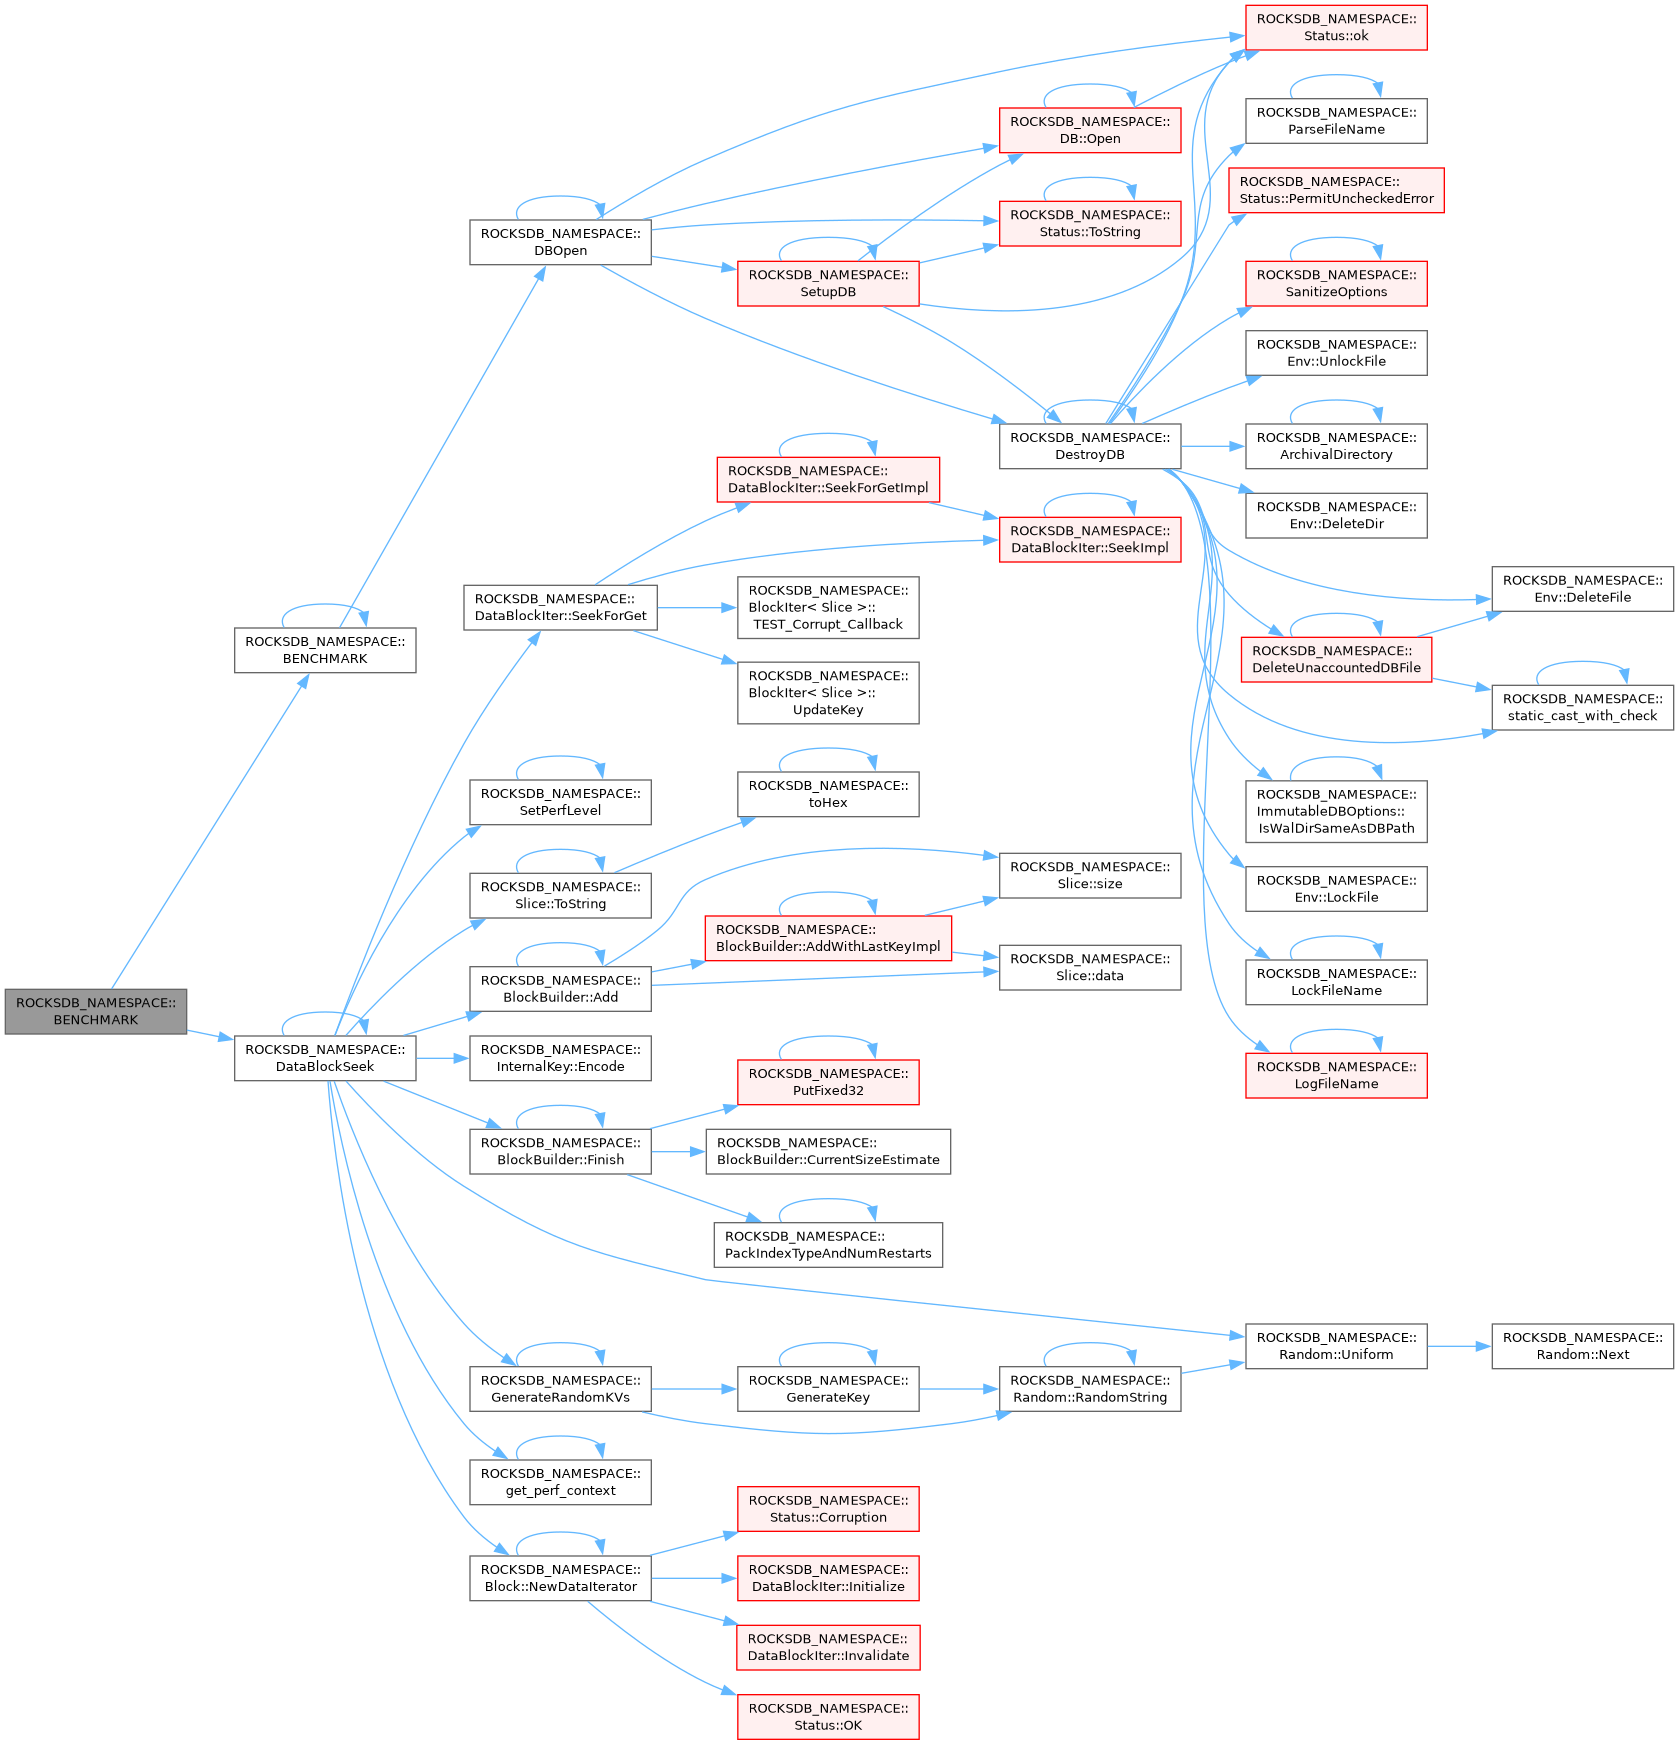 ROCKSDB_NAMESPACE::
BENCHMARK
ROCKSDB_NAMESPACE::
BENCHMARK
ROCKSDB_NAMESPACE::
DataBlockSeek
ROCKSDB_NAMESPACE::
DBOpen
ROCKSDB_NAMESPACE::
DataBlockIter::SeekForGet
ROCKSDB_NAMESPACE::
SetPerfLevel
ROCKSDB_NAMESPACE::
Slice::ToString
ROCKSDB_NAMESPACE::
BlockBuilder::Add
ROCKSDB_NAMESPACE::
InternalKey::Encode
ROCKSDB_NAMESPACE::
BlockBuilder::Finish
ROCKSDB_NAMESPACE::
GenerateRandomKVs
ROCKSDB_NAMESPACE::
get_perf_context
ROCKSDB_NAMESPACE::
Block::NewDataIterator
ROCKSDB_NAMESPACE::
SetupDB
ROCKSDB_NAMESPACE::
DataBlockIter::SeekForGetImpl
ROCKSDB_NAMESPACE::
BlockIter< Slice >::
TEST_Corrupt_Callback
ROCKSDB_NAMESPACE::
BlockIter< Slice >::
UpdateKey
ROCKSDB_NAMESPACE::
toHex
ROCKSDB_NAMESPACE::
BlockBuilder::AddWithLastKeyImpl
ROCKSDB_NAMESPACE::
PutFixed32
ROCKSDB_NAMESPACE::
BlockBuilder::CurrentSizeEstimate
ROCKSDB_NAMESPACE::
PackIndexTypeAndNumRestarts
ROCKSDB_NAMESPACE::
GenerateKey
ROCKSDB_NAMESPACE::
Status::Corruption
ROCKSDB_NAMESPACE::
DataBlockIter::Initialize
ROCKSDB_NAMESPACE::
DataBlockIter::Invalidate
ROCKSDB_NAMESPACE::
Status::OK
ROCKSDB_NAMESPACE::
DB::Open
ROCKSDB_NAMESPACE::
Status::ToString
ROCKSDB_NAMESPACE::
DestroyDB
ROCKSDB_NAMESPACE::
DataBlockIter::SeekImpl
ROCKSDB_NAMESPACE::
Slice::size
ROCKSDB_NAMESPACE::
Slice::data
ROCKSDB_NAMESPACE::
Random::RandomString
ROCKSDB_NAMESPACE::
Status::ok
ROCKSDB_NAMESPACE::
ParseFileName
ROCKSDB_NAMESPACE::
Status::PermitUncheckedError
ROCKSDB_NAMESPACE::
SanitizeOptions
ROCKSDB_NAMESPACE::
Env::UnlockFile
ROCKSDB_NAMESPACE::
ArchivalDirectory
ROCKSDB_NAMESPACE::
Env::DeleteDir
ROCKSDB_NAMESPACE::
DeleteUnaccountedDBFile
ROCKSDB_NAMESPACE::
ImmutableDBOptions::
IsWalDirSameAsDBPath
ROCKSDB_NAMESPACE::
Env::LockFile
ROCKSDB_NAMESPACE::
LockFileName
ROCKSDB_NAMESPACE::
LogFileName
ROCKSDB_NAMESPACE::
Random::Uniform
ROCKSDB_NAMESPACE::
Env::DeleteFile
ROCKSDB_NAMESPACE::
static_cast_with_check
ROCKSDB_NAMESPACE::
Random::Next